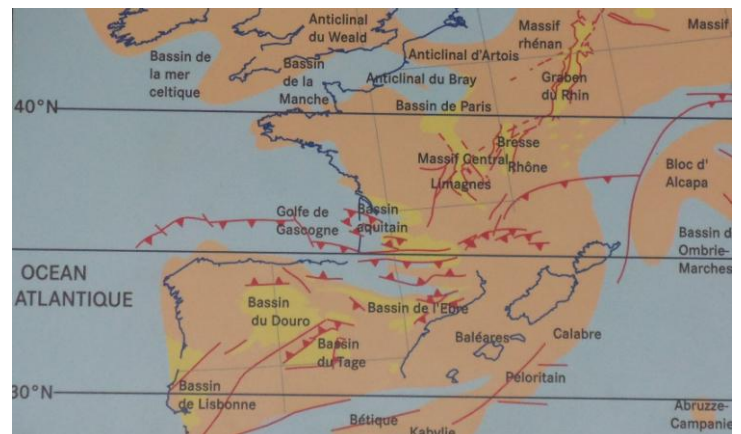 Anticlinal
du Weald
Massif
rhénan
Massif
Bassin de
la mer
celtique
Bassin
de la
Manche
Anticlinal d'Artois
Anticlinal du Bray
Graben
du Rhin
40°N
Bassin de Paris
Bresse
Massif Central
Rhône
Limagnes
Bloc d'
Alcapa
Golfe de
Gascogne
Bassin
aquitain
Bassin d
Ombrie-
Marches
OCEAN
ATLANTIQUE
Bassin
du Douro
Bassin de l'Ebre
Baléares
Calabre
Bassin
du Tage
Péloritain
30°N
Bassin
de Lisbonne
Bétique
Kabylie
Abruzze-
Campanie